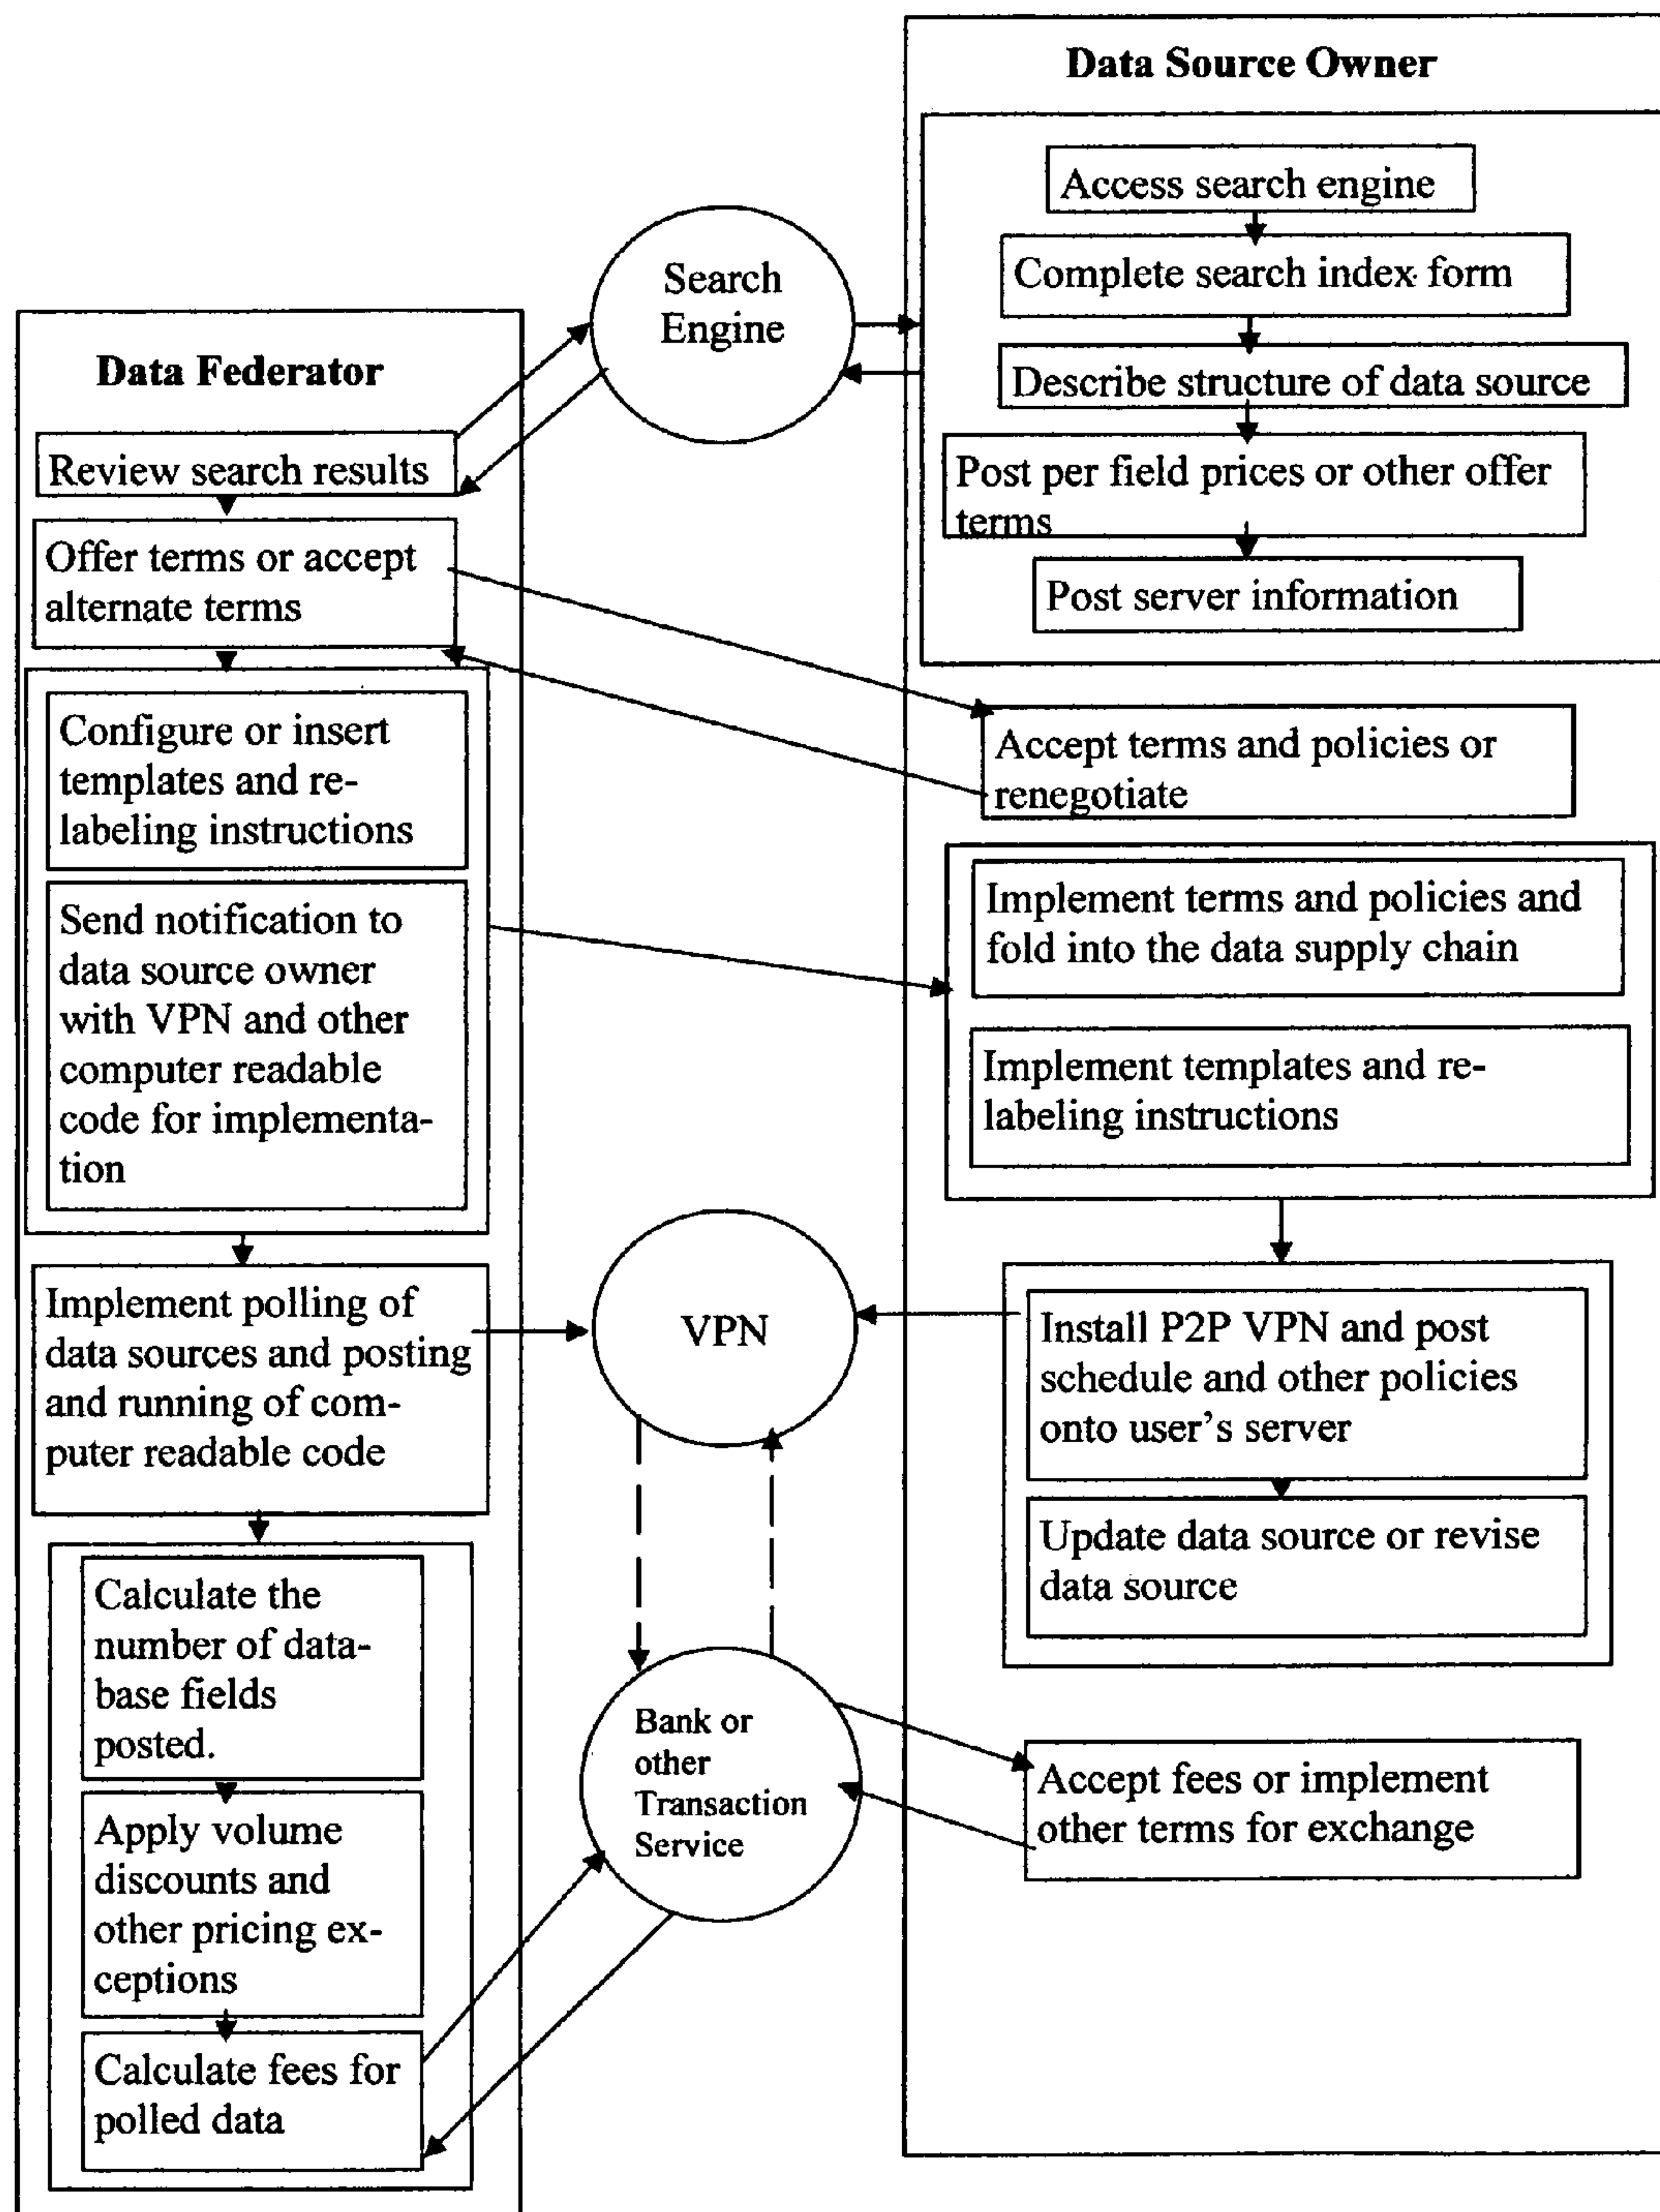 Data Source Owner
Access search engine
Complete search index form
Describe structure of data source
Post per field prices or other offer
terms
Post server information
Search
Engine
Data Federator
Review search results
Offer terms or accept
alternate terms
Configure or insert
templates and re-
labeling instructions
Send notification to
data source owner
with VPN and other
computer readable
code for implementa-
tion
Accept terms and policies or
renegotiate
Implement terms and policies and
fold into the data supply chain
Implement templates and re-
labeling instructions
Implement polling of
data sources and posting
and running of com-
puter readable code
VPN
Install P2P VPN and post
schedule and other policies
onto user's server
Update data source or revise
data source
Calculate the
number of data-
base fields
posted.
Apply volume
discounts and
other pricing ex-
ceptions
Calculate fees for
polled data
Bank or
other
Transaction
Service
Accept fees or implement
other terms for exchange